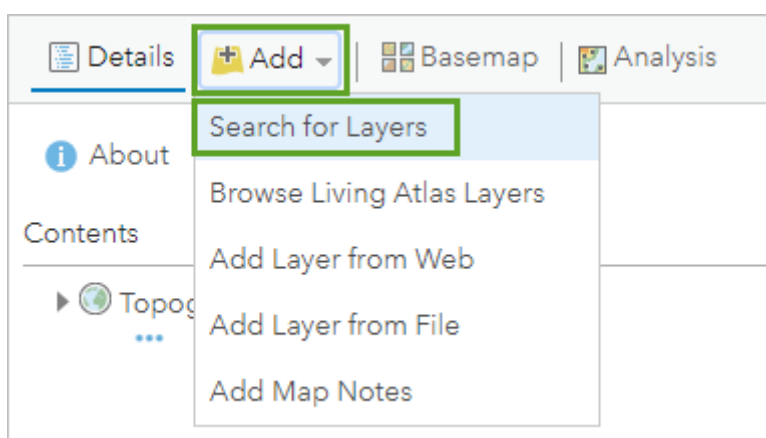 Details Add Basemap Analysis
Search for Layers
About
Browse Living Atlas Layers
Contents
Add Layer from Web
Topog
Add Layer from File
Add Map Notes